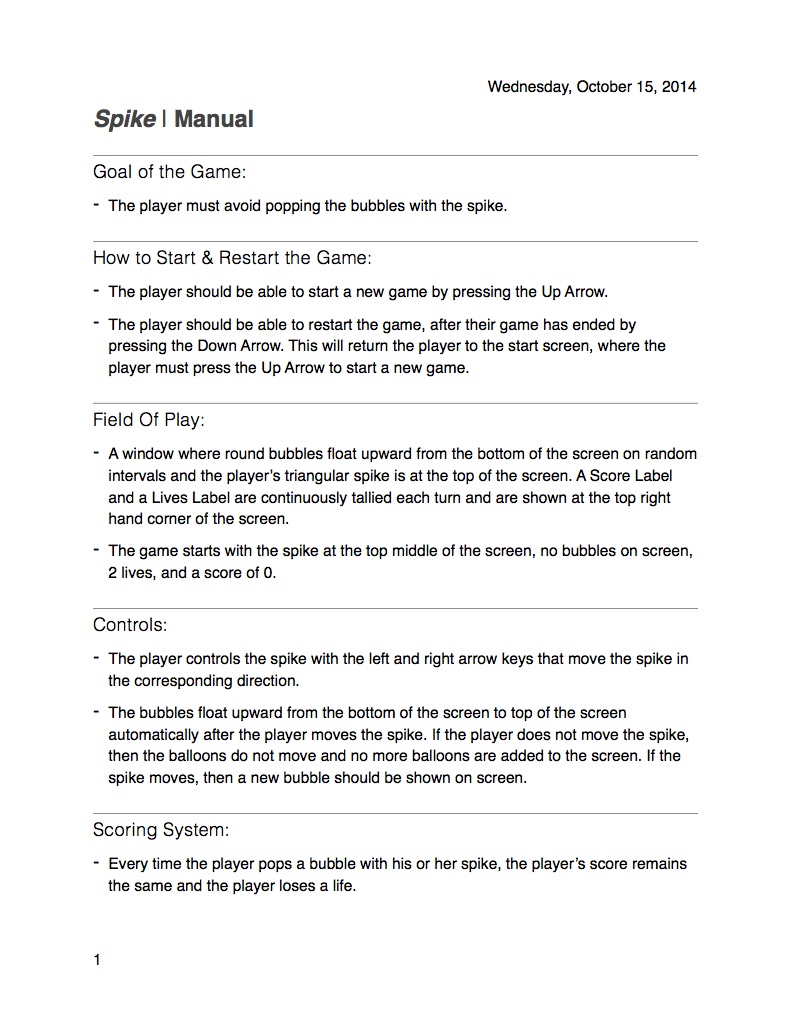 Wednesday, October 15, 2014
Spike | Manual
Goal of the Game:
- The player must avoid popping the bubbles with the spike.
How to Start & Restart the Game:
- The player should be able to start a new game by pressing the Up Arrow.
- The player should be able to restart the game, after their game has ended by
pressing the Down Arrow. This will return the player to the start screen, where the
player must press the Up Arrow to start a new game.
Field Of Play:
- A window where round bubbles float upward from the bottom of the screen on random
intervals and the player’s triangular spike is at the top of the screen. A Score Label
and a Lives Label are continuously tallied each turn and are shown at the top right
hand corner of the screen.
- The game starts with the spike at the top middle of the screen, no bubbles on screen,
2 lives, and a score of 0.
Controls:
- The player controls the spike with the left and right arrow keys that move the spike in
the corresponding direction.
- The bubbles float upward from the bottom of the screen to top of the screen
automatically after the player moves the spike. If the player does not move the spike,
then the balloons do not move and no more balloons are added to the screen. If the
spike moves, then a new bubble should be shown on screen.
Scoring System:
- Every time the player pops a bubble with his or her spike, the player’s score remains
the same and the player loses a life.
1